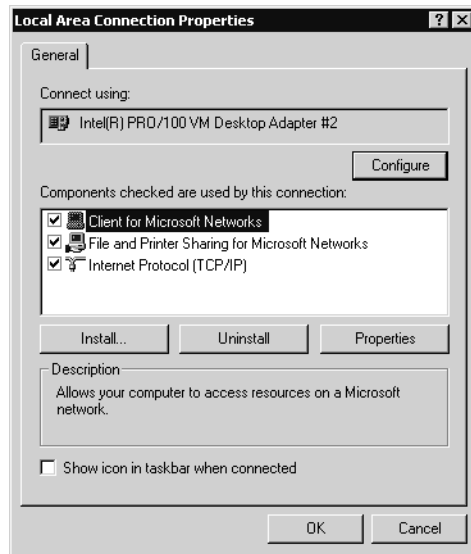 Local Area Connection Properties
General
Connect using:
Intel(R) PRO/100 VM Desktop Adapter #2
Configure
Components checked are used by this connection:
Client for Microsoft Networks
File and Printer Sharing for Microsoft Networks
Internet Protocol (TCP/IP)
Install... Uninstall Properties
Description
Allows your computer to access resources on a Microsoft
network.
Show icon in taskbar when connected
OK Cancel